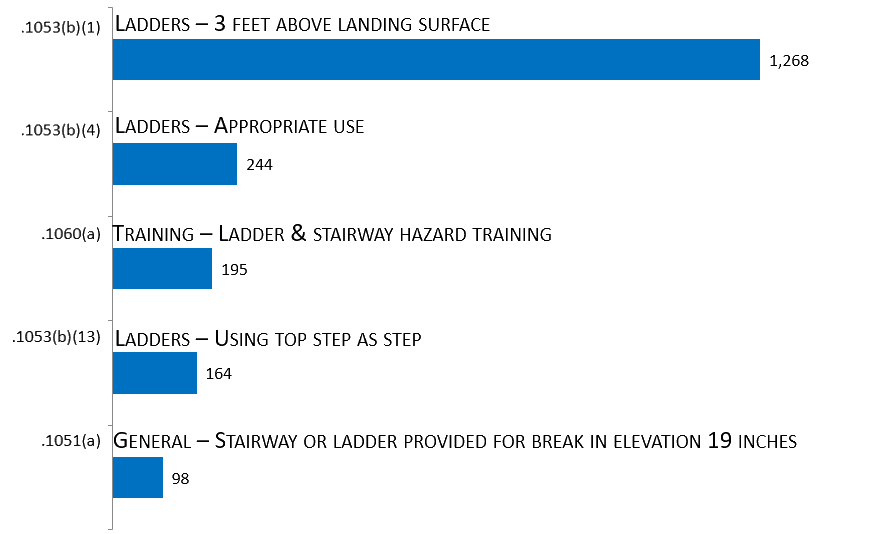 .1053(b)(1) LADDERS – 3 FEET ABOVE LANDING SURFACE
1,268
.1053(b)(4) LADDERS – APPROPRIATE USE
244
.1060(a) TRAINING – LADDER & STAIRWAY HAZARD TRAINING
195
.1053(b)(13) LADDERS – USING TOP STEP AS STEP
164
.1051(a) GENERAL – STAIRWAY OR LADDER PROVIDED FOR BREAK IN ELEVATION 19 INCHES
98